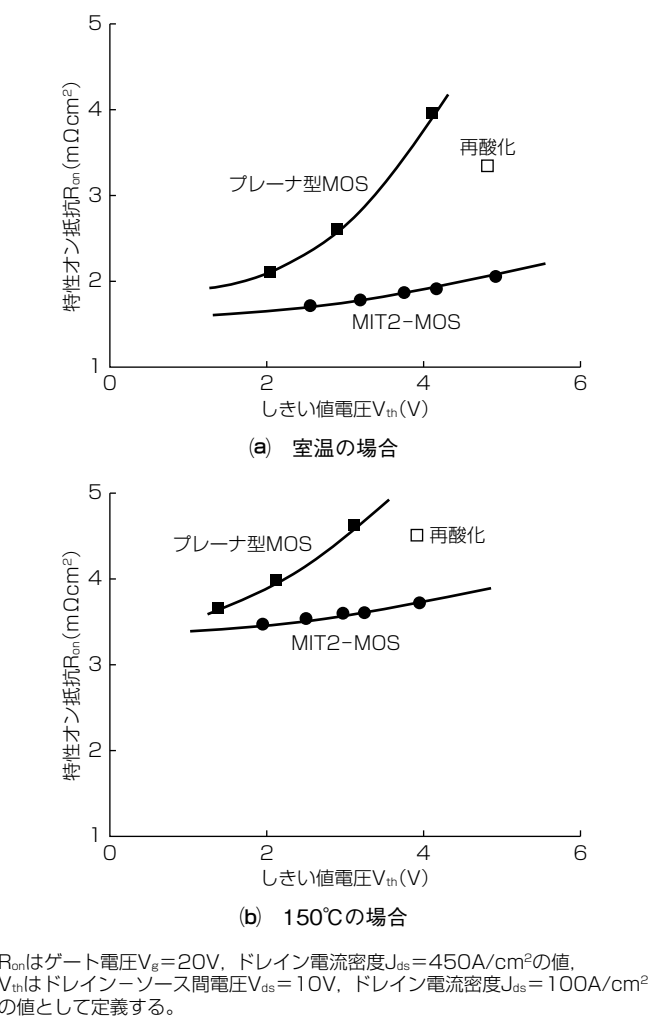 5
4
再酸化
プレーナ型MOS
3
特性オン抵抗Ron(mΩcm²)
2
MIT2-MOS
1
0 2 4 6
しきい値電圧Vth(V)
(a) 室温の場合
5
プレーナ型MOS
再酸化
4
MIT2-MOS
3
特性オン抵抗Ron(mΩcm²)
2
1
0 2 4 6
しきい値電圧Vth(V)
(b) 150℃の場合
Ronはゲート電圧Vg=20V，ドレイン電流密度Jds=450A/cm²の値，
Vthはドレイン-ソース間電圧Vds=10V，ドレイン電流密度Jds=100A/cm²
の値として定義する。